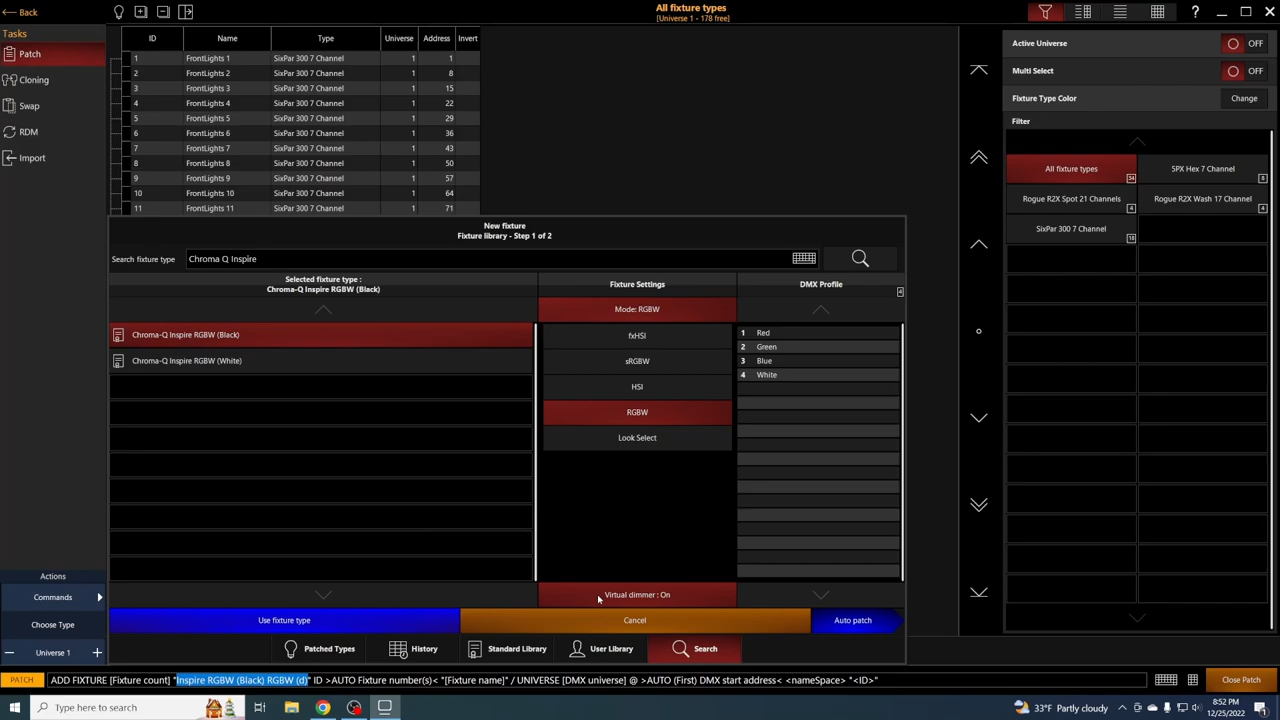 Back
All fixture types
[Universe 1 - 178 free]
Tasks
Patch
Cloning
Swap
RDM
Import
ID Name Type Universe Address Invert
1 FrontLights 1 SixPar 300 7 Channel 1 1
2 FrontLights 2 SixPar 300 7 Channel 1 8
3 FrontLights 3 SixPar 300 7 Channel 1 15
4 FrontLights 4 SixPar 300 7 Channel 1 22
5 FrontLights 5 SixPar 300 7 Channel 1 29
6 FrontLights 6 SixPar 300 7 Channel 1 36
7 FrontLights 7 SixPar 300 7 Channel 1 43
8 FrontLights 8 SixPar 300 7 Channel 1 50
9 FrontLights 9 SixPar 300 7 Channel 1 57
10 FrontLights 10 SixPar 300 7 Channel 1 64
11 FrontLights 11 SixPar 300 7 Channel 1 71
Active Universe OFF
Multi Select OFF
Fixture Type Color Change
Filter
All fixture types 34
5PX Hex 7 Channel 8
Rogue R2X Spot 21 Channels 4
Rogue R2X Wash 17 Channel 4
SixPar 300 7 Channel 18
New fixture
Fixture library - Step 1 of 2
Search fixture type Chroma Q Inspire
Selected fixture type :
Chroma-Q Inspire RGBW (Black)
Fixture Settings
DMX Profile
4
Chroma-Q Inspire RGBW (Black)
Chroma-Q Inspire RGBW (White)
Mode: RGBW
fxHSI
sRGBW
HSI
RGBW
Look Select
1 Red
2 Green
3 Blue
4 White
Virtual dimmer : On
Use fixture type
Cancel
Auto patch
Patched Types
History
Standard Library
User Library
Search
Actions
Commands
Choose Type
− Universe 1 +
PATCH ADD FIXTURE [Fixture count] "Inspire RGBW (Black) RGBW (d)" ID >AUTO Fixture number(s)< "[Fixture name]" / UNIVERSE [DMX universe] @ >AUTO (First) DMX start address< <nameSpace> "<ID>"
Close Patch
Type here to search
33°F Partly cloudy
8:52 PM
12/25/2022
1